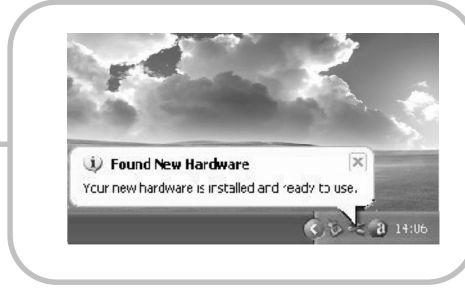 Found New Hardware
Your new hardware is installed and ready to use.
14:06